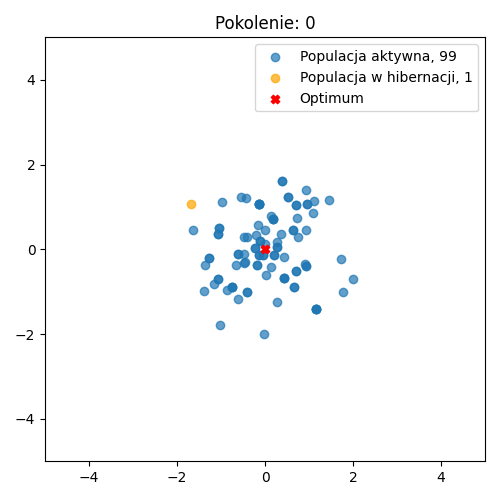 Pokolenie: 0
Populacja aktywna, 99
Populacja w hibernacji, 1
Optimum
4
2
0
−2
−4
−4 −2 0 2 4